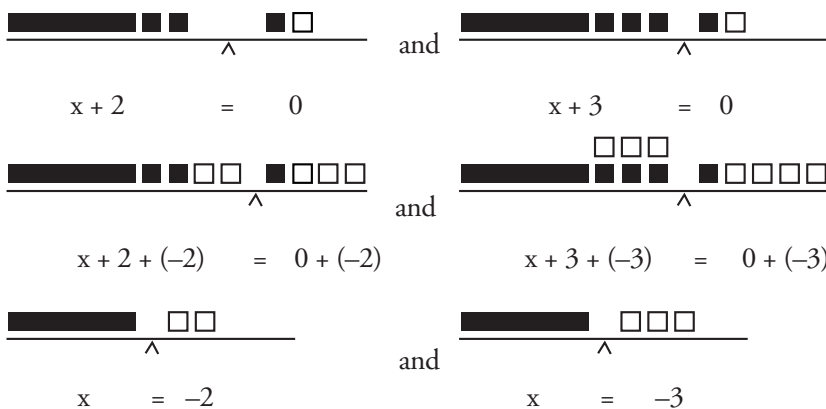 and
x + 2 = 0 x + 3 = 0
and
x + 2 + (–2) = 0 + (–2) x + 3 + (–3) = 0 + (–3)
and
x = –2 x = –3